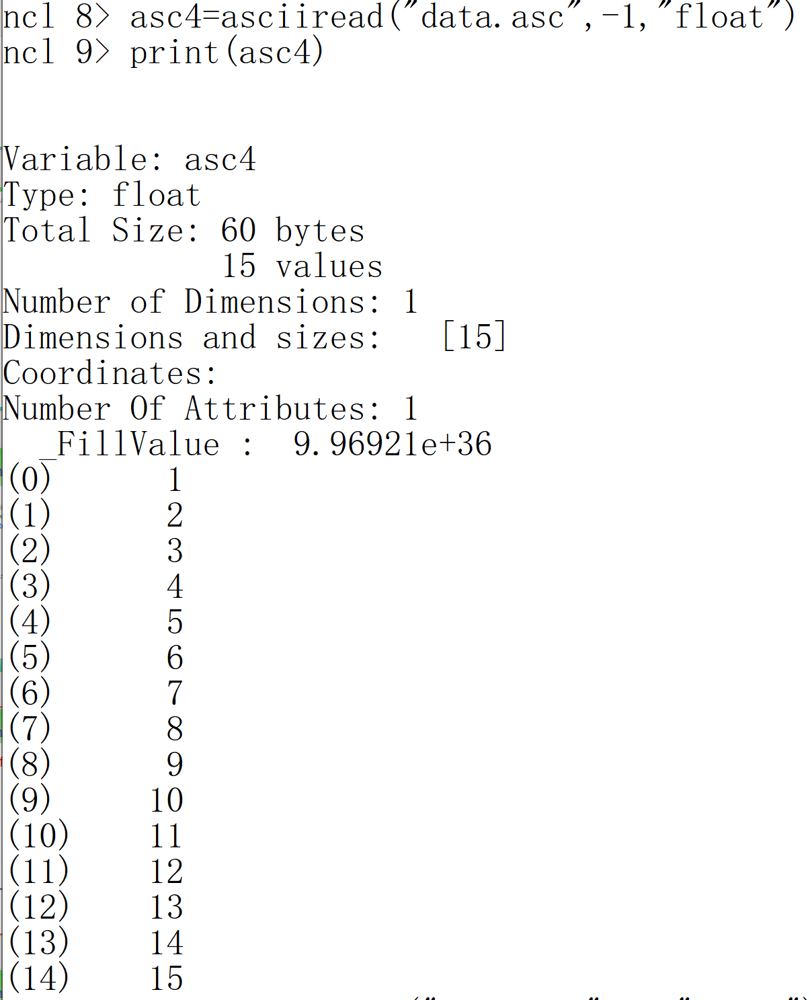 ncl 8> asc4=asciiread("data.asc",-1,"float")
ncl 9> print(asc4)
Variable: asc4
Type: float
Total Size: 60 bytes
15 values
Number of Dimensions: 1
Dimensions and sizes: [15]
Coordinates:
Number Of Attributes: 1
_FillValue : 9.96921e+36
(0) 1
(1) 2
(2) 3
(3) 4
(4) 5
(5) 6
(6) 7
(7) 8
(8) 9
(9) 10
(10) 11
(11) 12
(12) 13
(13) 14
(14) 15